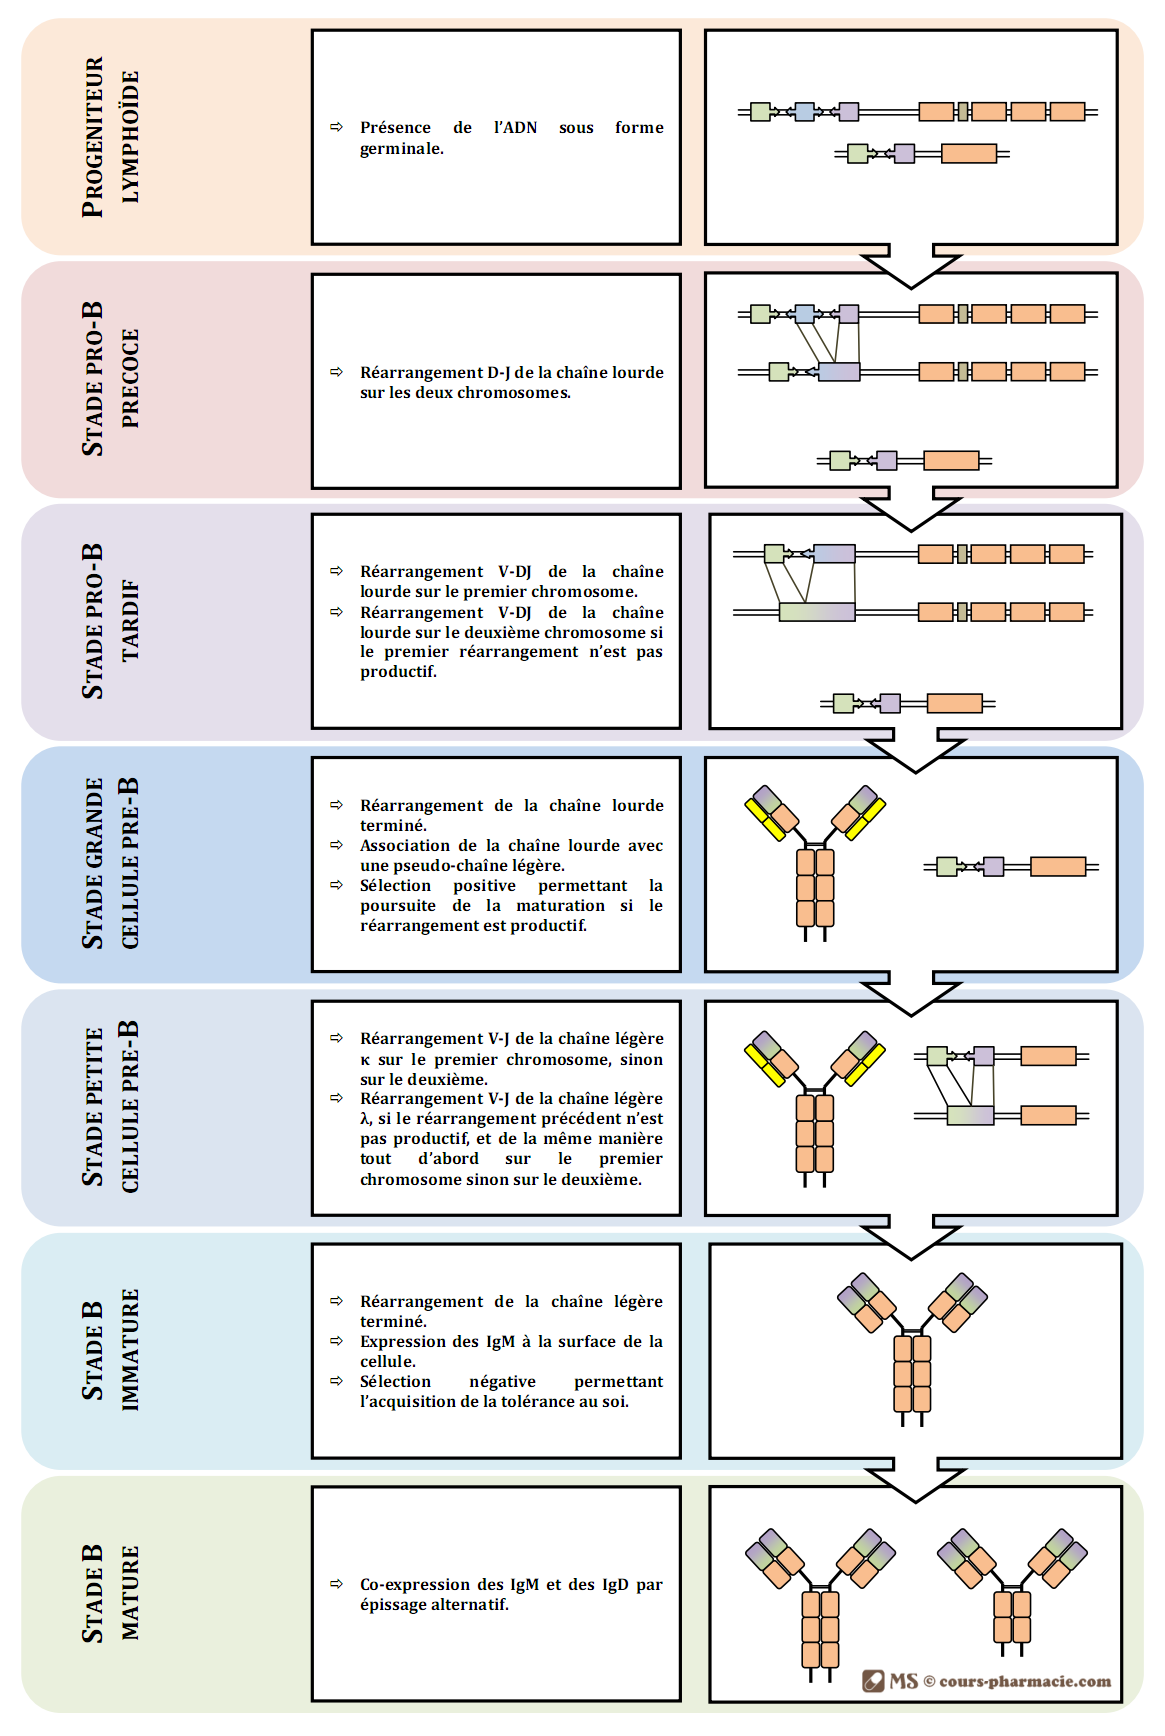 PROGENITEUR
LYMPHOÏDE
⇨ Présence de l’ADN sous forme
germinale.
STADE PRO-B
PRECOCE
⇨ Réarrangement D-J de la chaîne lourde
sur les deux chromosomes.
STADE PRO-B
TARDIF
⇨ Réarrangement V-DJ de la chaîne
lourde sur le premier chromosome.
⇨ Réarrangement V-DJ de la chaîne
lourde sur le deuxième chromosome si
le premier réarrangement n’est pas
productif.
STADE GRANDE
CELLULE PRE-B
⇨ Réarrangement de la chaîne lourde
terminé.
⇨ Association de la chaîne lourde avec
une pseudo-chaîne légère.
⇨ Sélection positive permettant la
poursuite de la maturation si le
réarrangement est productif.
STADE PETITE
CELLULE PRE-B
⇨ Réarrangement V-J de la chaîne légère
κ sur le premier chromosome, sinon
sur le deuxième.
⇨ Réarrangement V-J de la chaîne légère
λ, si le réarrangement précédent n’est
pas productif, et de la même manière
tout d’abord sur le premier
chromosome sinon sur le deuxième.
STADE B
IMMATURE
⇨ Réarrangement de la chaîne légère
terminé.
⇨ Expression des IgM à la surface de la
cellule.
⇨ Sélection négative permettant
l’acquisition de la tolérance au soi.
STADE B
MATURE
⇨ Co-expression des IgM et des IgD par
épissage alternatif.
MS © cours-pharmacie.com